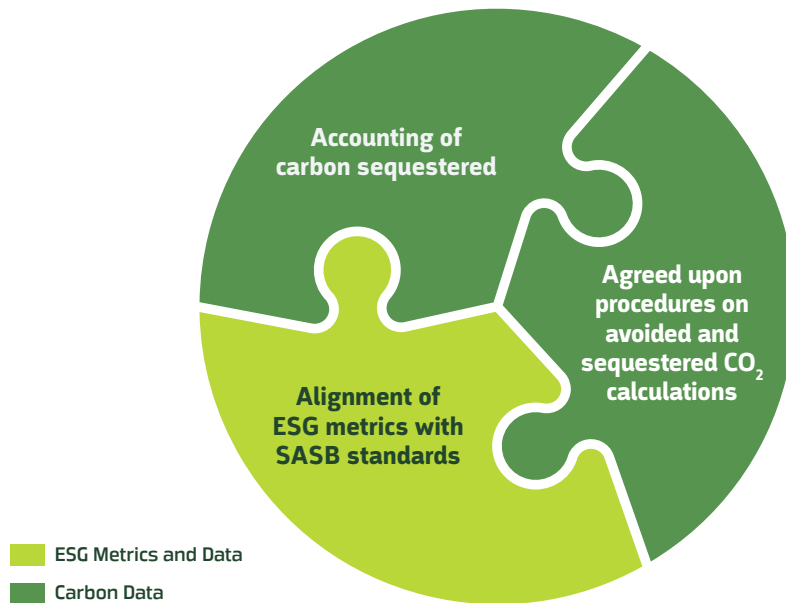 Accounting of
carbon sequestered
Agreed upon
procedures on
avoided and
sequestered CO₂
calculations
Alignment of
ESG metrics with
SASB standards
ESG Metrics and Data
Carbon Data